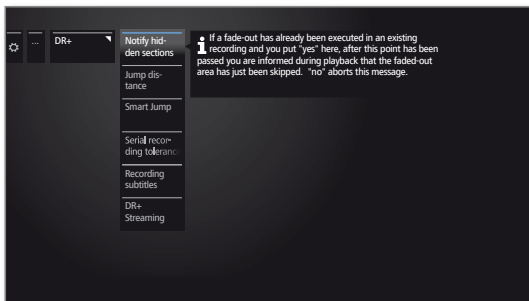 ...
DR+
Notify hid-
den sections
Jump dis-
tance
Smart Jump
Serial recor-
ding toleranc
Recording
subtitles
DR+
Streaming
i If a fade-out has already been executed in an existing
recording and you put "yes" here, after this point has been
passed you are informed during playback that the faded-out
area has just been skipped. "no" aborts this message.